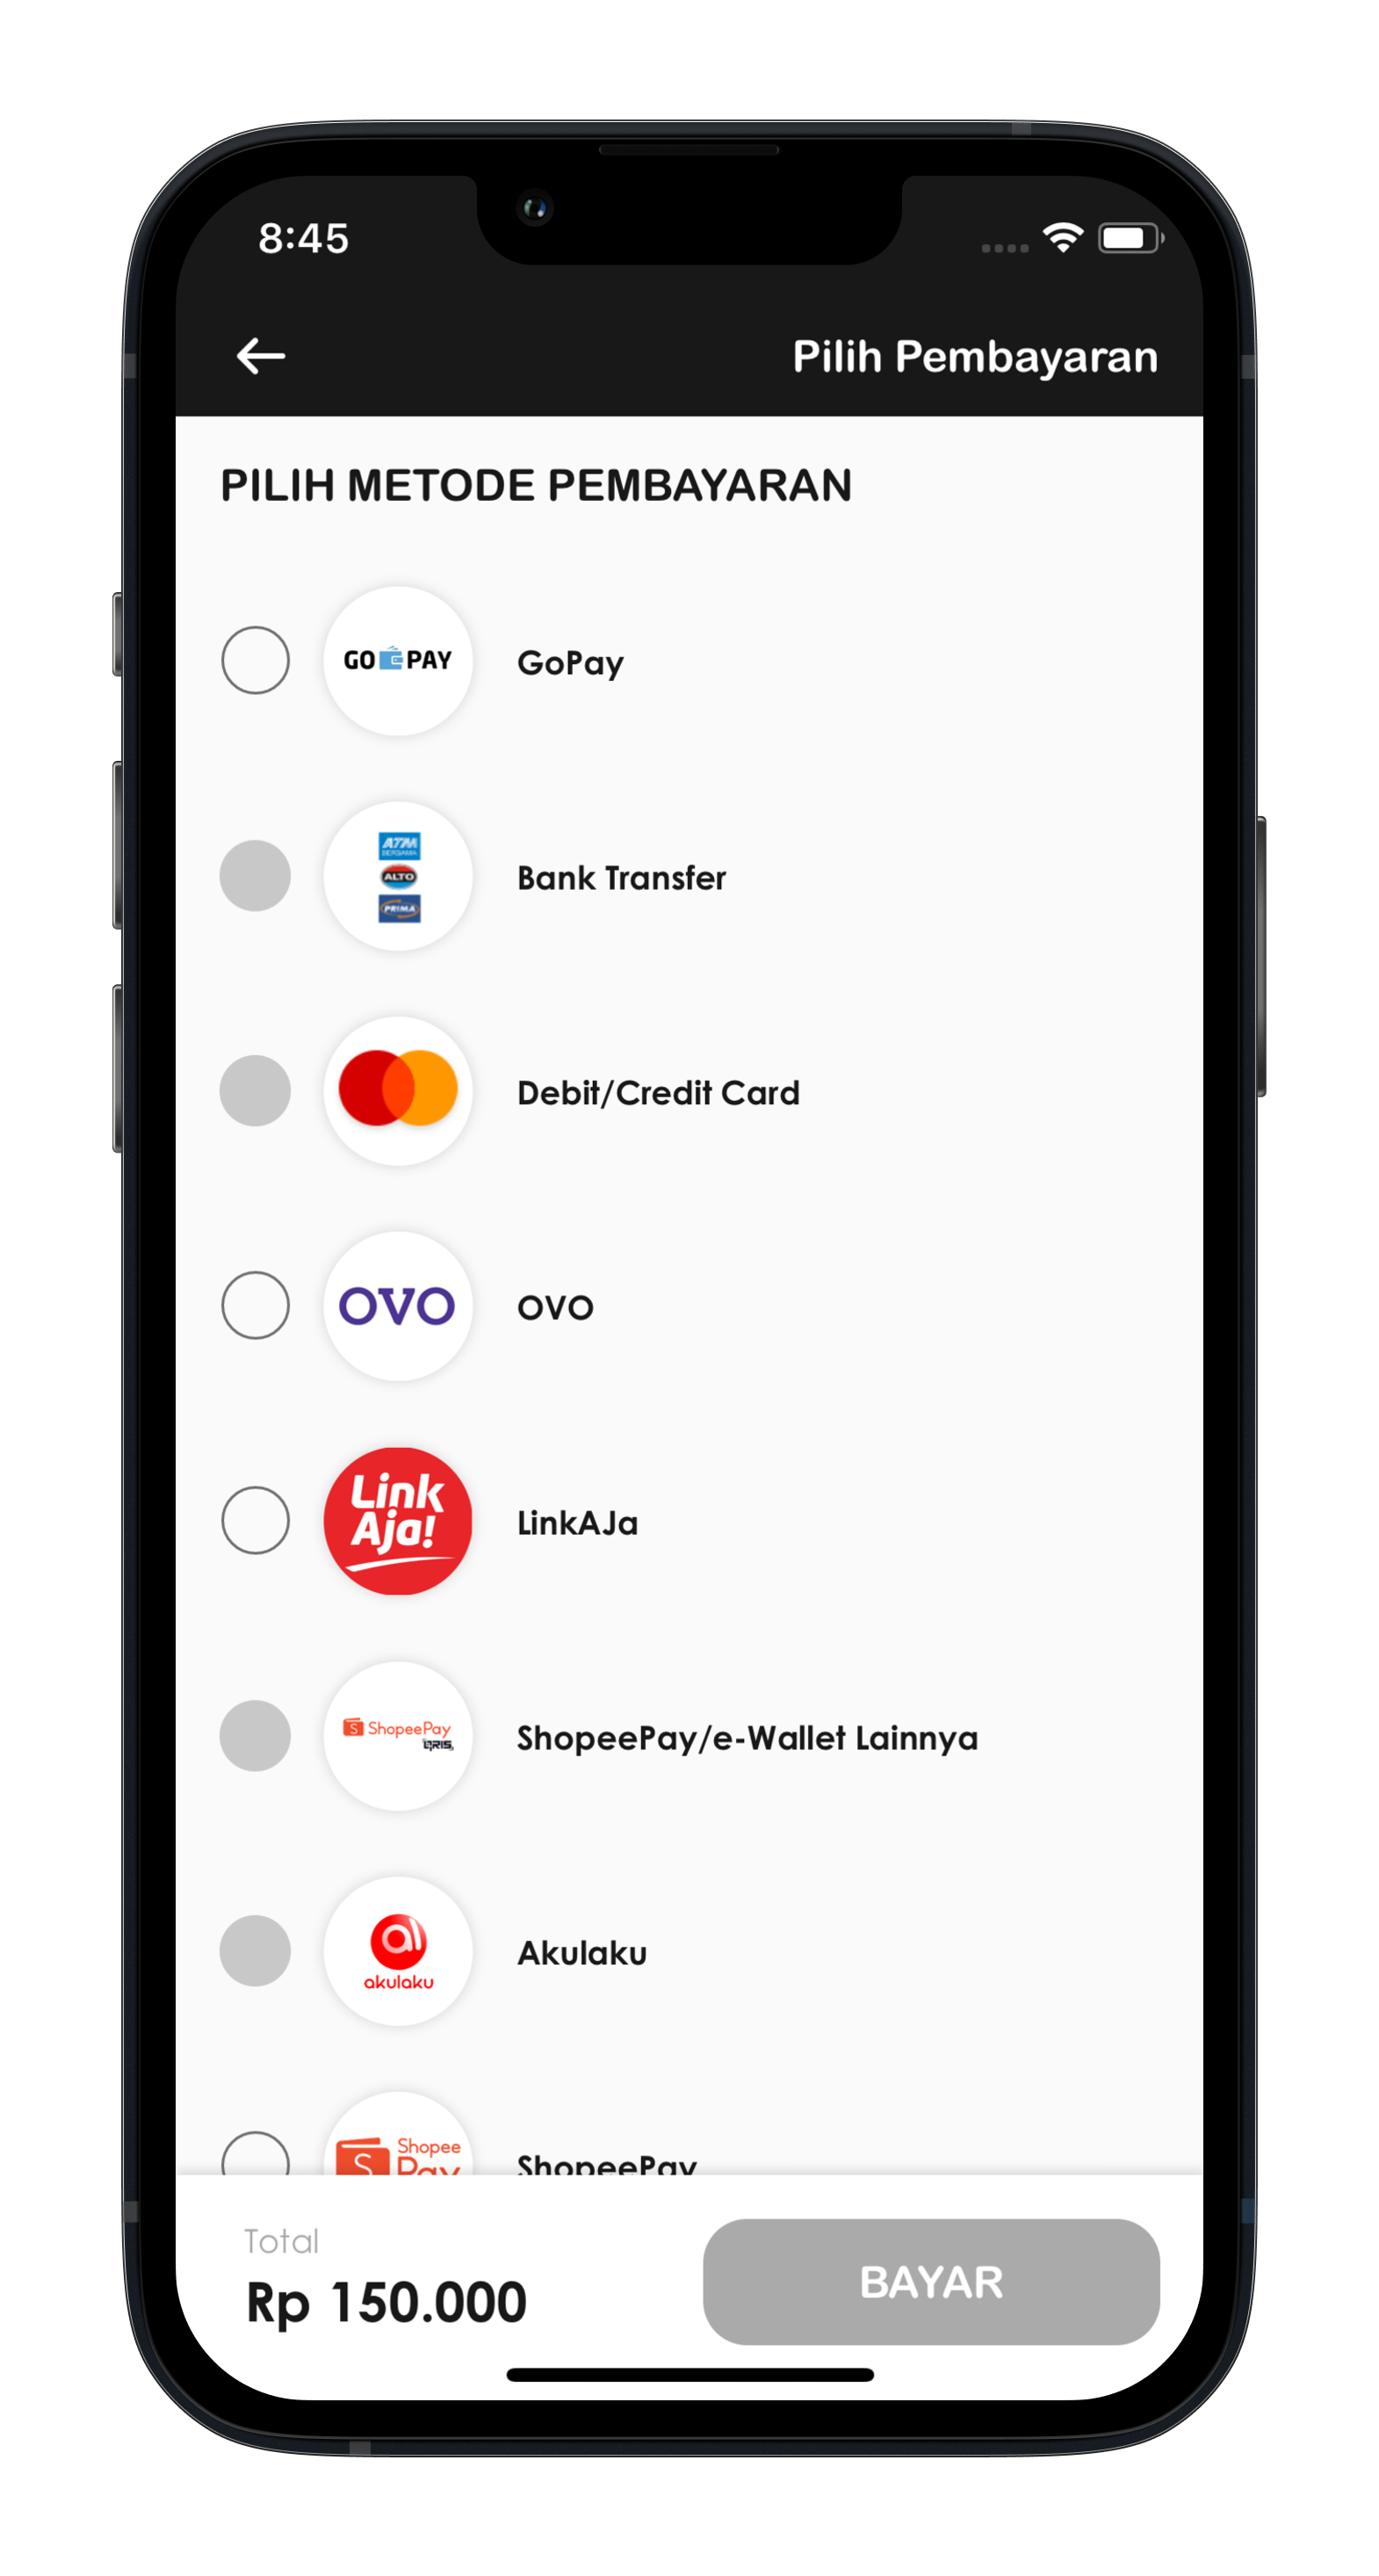 8:45
Pilih Pembayaran
PILIH METODE PEMBAYARAN
GO PAY
GoPay
ATM
BERSAMA
ALTO
PRIMA
Bank Transfer
Debit/Credit Card
OVO
OVO
Link
Aja!
LinkAJa
S ShopeePay
QRIS
ShopeePay/e-Wallet Lainnya
al
akulaku
Akulaku
S Shopee
Pay
ShopeePay
Total
Rp 150.000
BAYAR